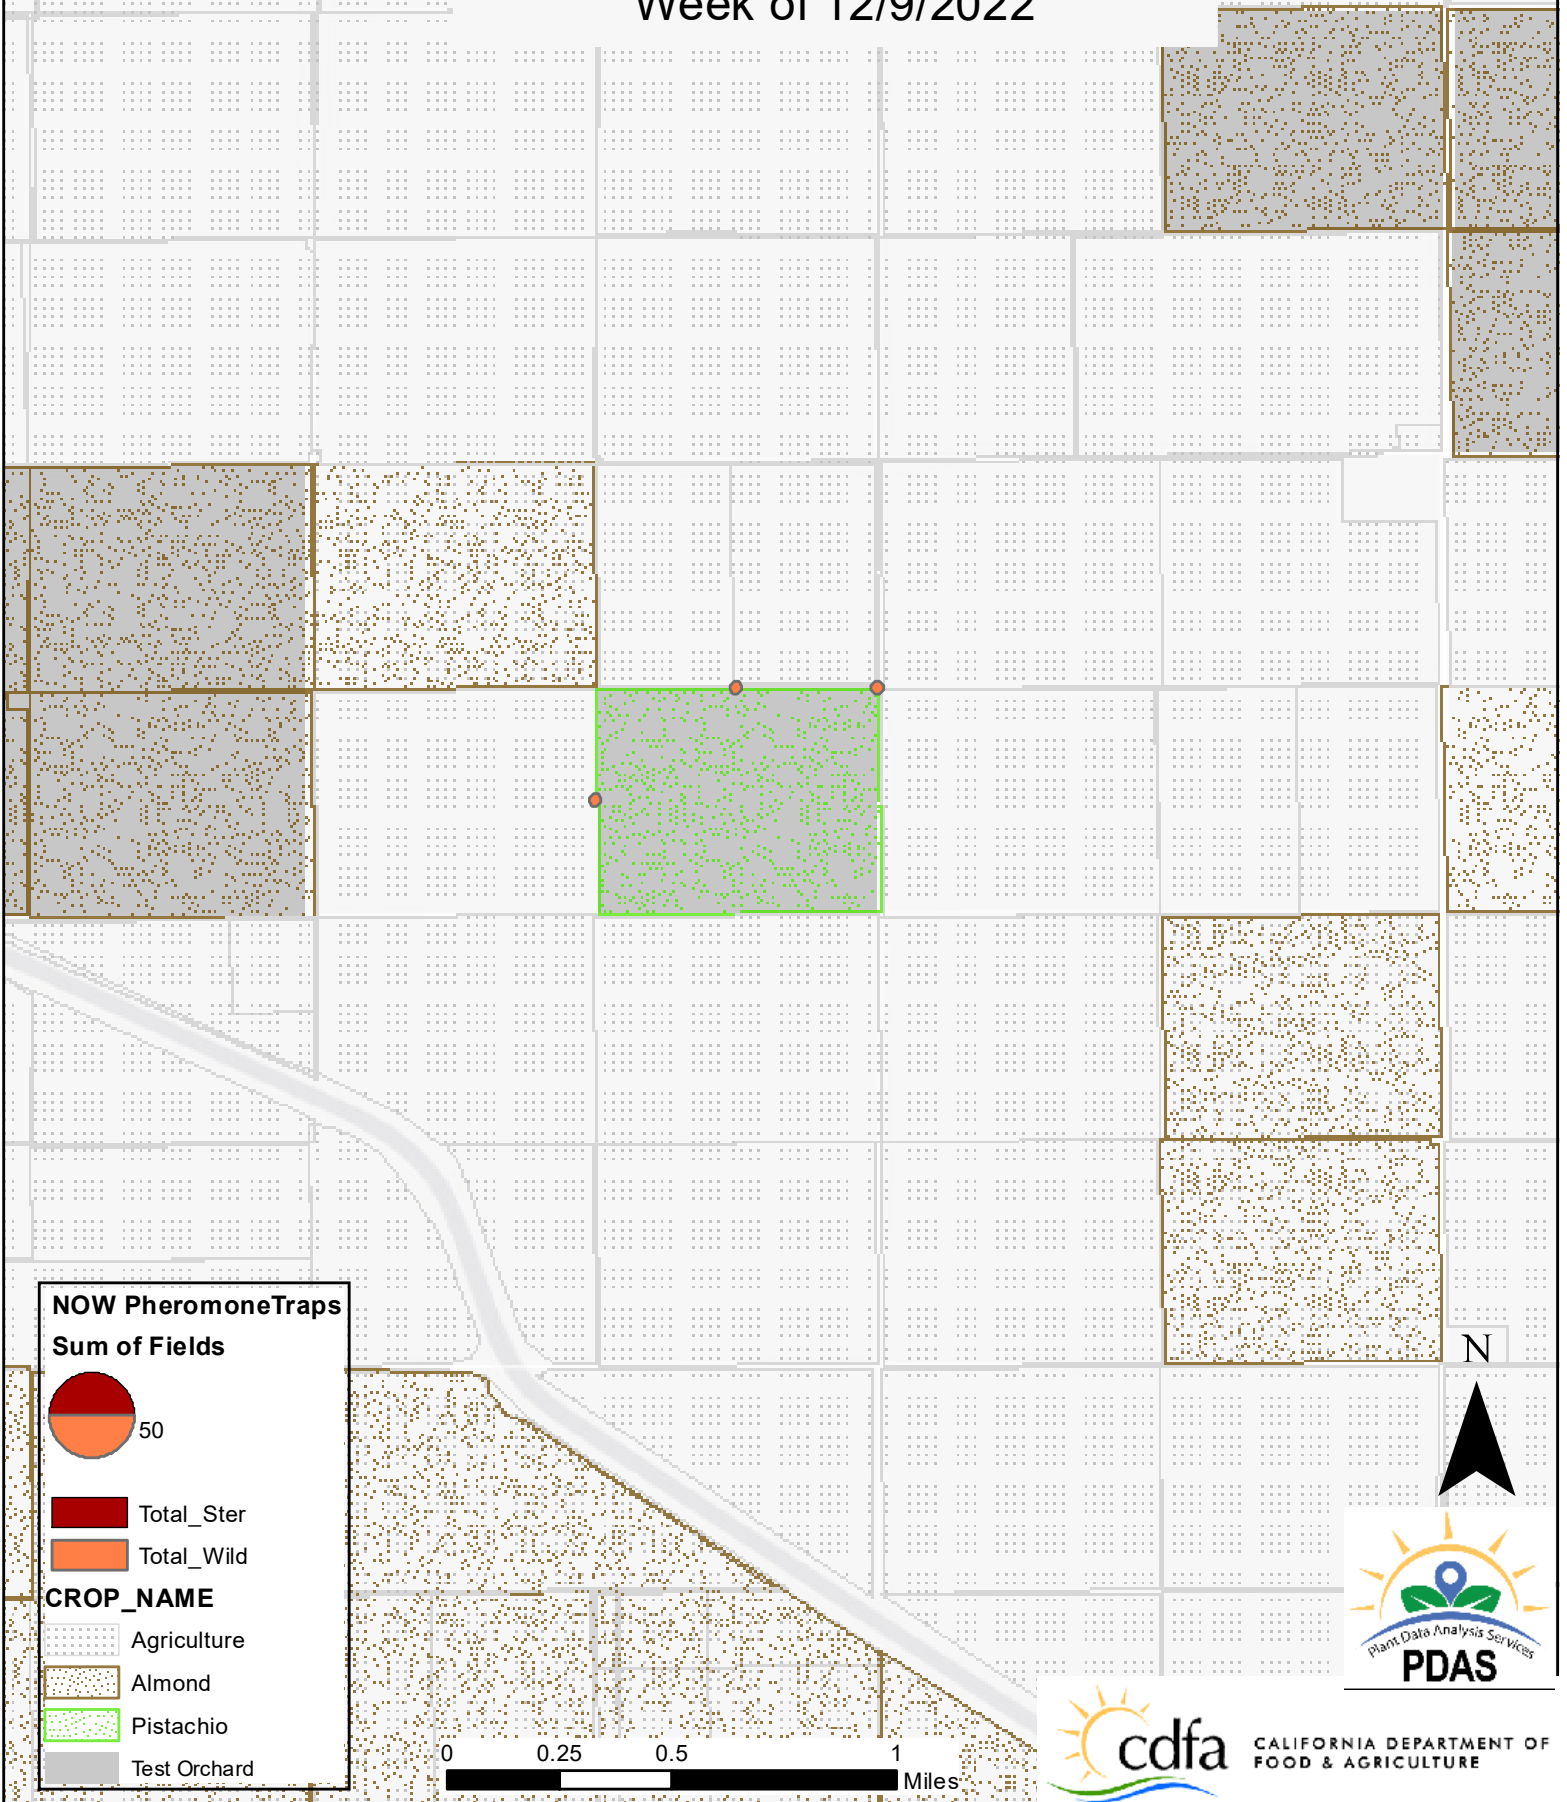 Week of 12/9/2022
NOW PheromoneTraps
Sum of Fields
50
Total_Ster
Total_Wild
CROP_NAME
Agriculture
Almond
Pistachio
Test Orchard
0 0.25 0.5 1
Miles
N
Plant Data Analysis Services
PDAS
cdfa
CALIFORNIA DEPARTMENT OF
FOOD & AGRICULTURE